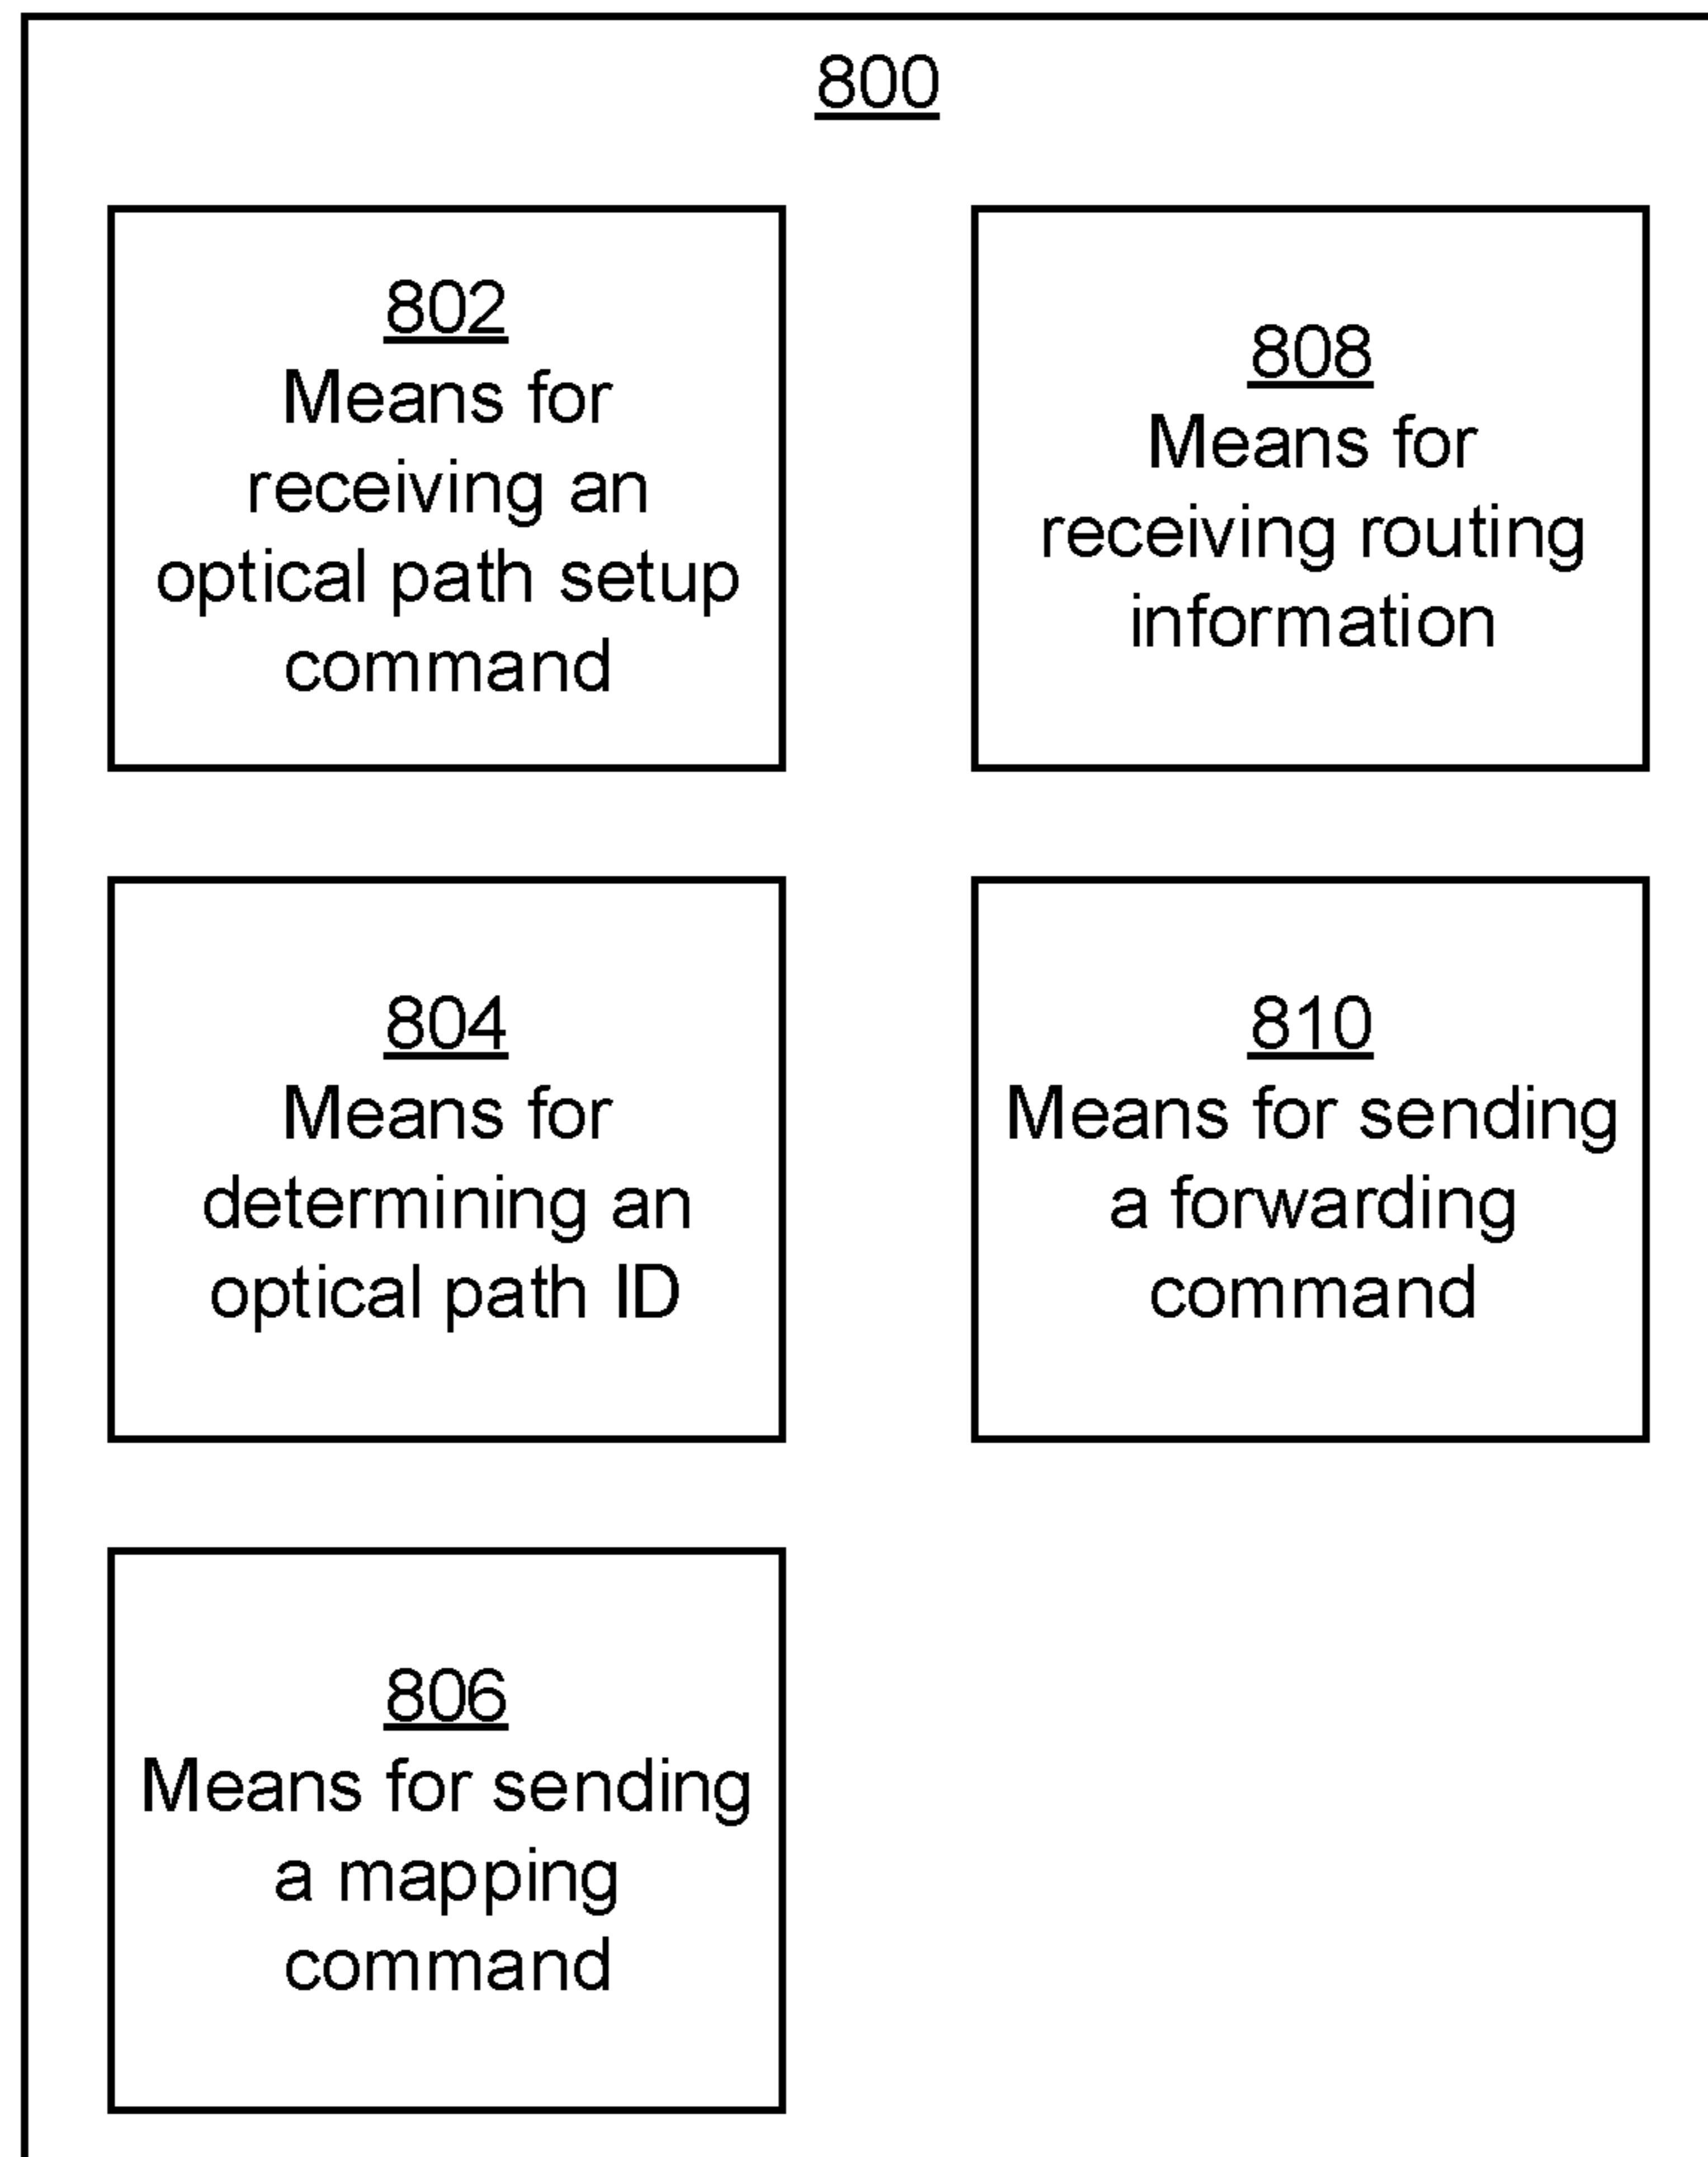 800
802
Means for
receiving an
optical path setup
command
808
Means for
receiving routing
information
804
Means for
determining an
optical path ID
810
Means for sending
a forwarding
command
806
Means for sending
a mapping
command